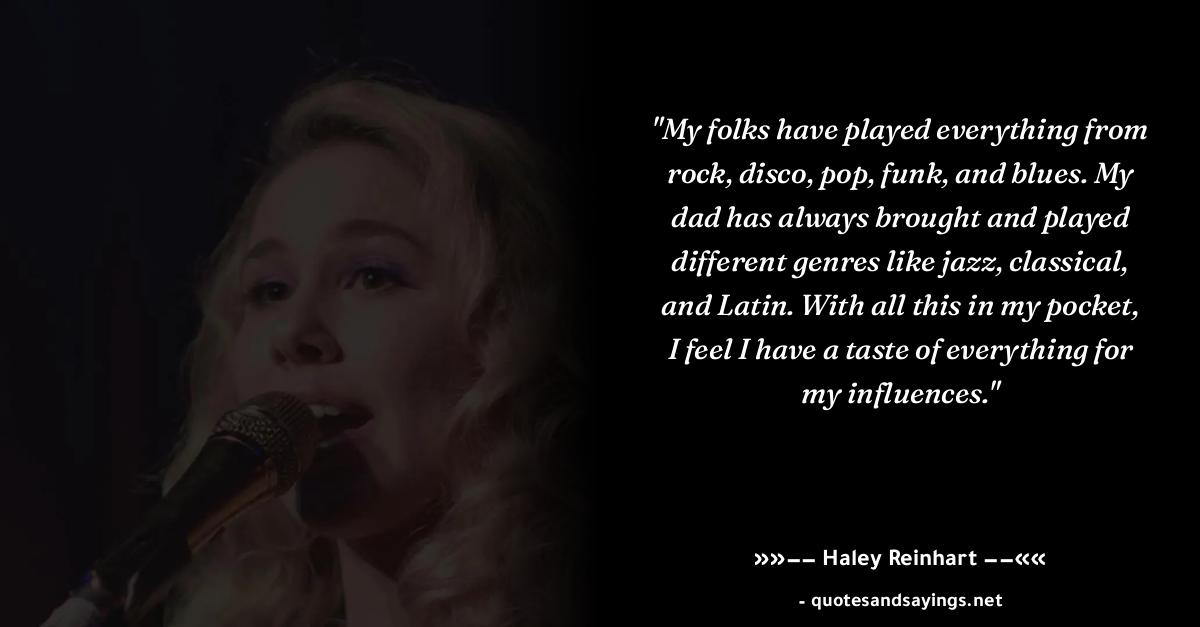 "My folks have played everything from
rock, disco, pop, funk, and blues. My
dad has always brought and played
different genres like jazz, classical,
and Latin. With all this in my pocket,
I feel I have a taste of everything for
my influences."
»»–– Haley Reinhart ––««
- quotesandsayings.net